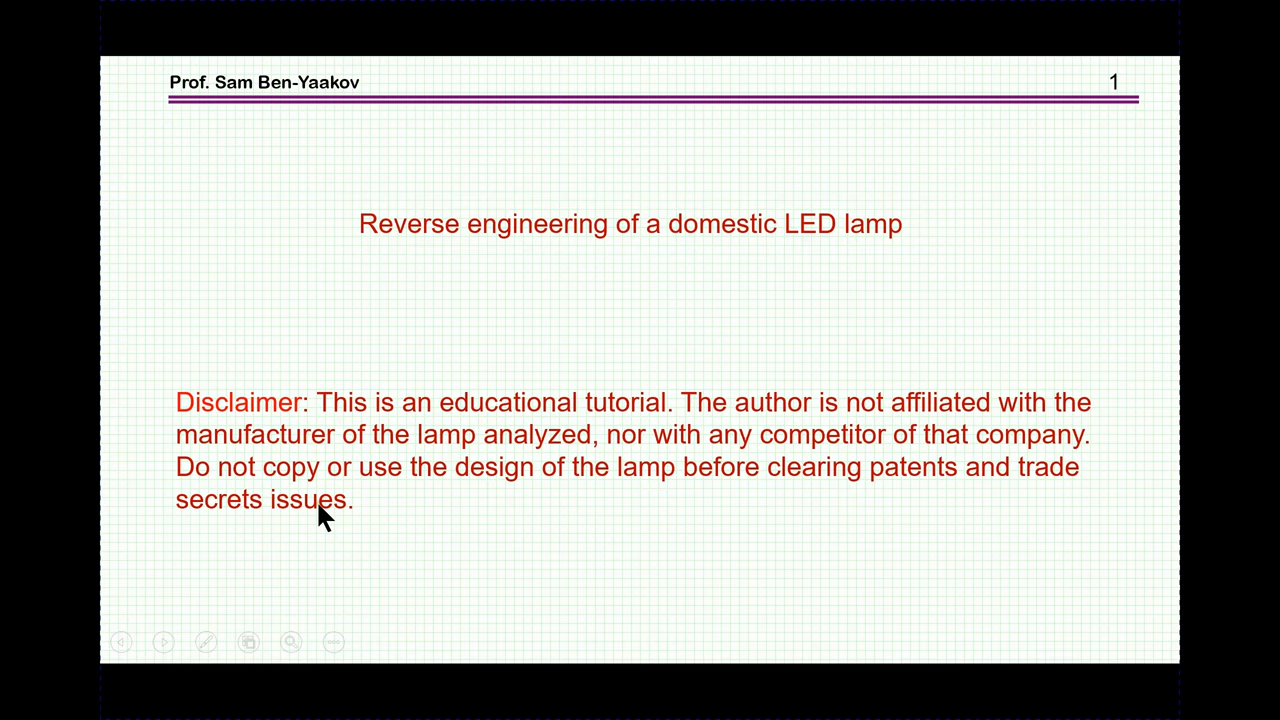 Prof. Sam Ben-Yaakov
1
Reverse engineering of a domestic LED lamp
Disclaimer: This is an educational tutorial. The author is not affiliated with the
manufacturer of the lamp analyzed, nor with any competitor of that company.
Do not copy or use the design of the lamp before clearing patents and trade
secrets issues.